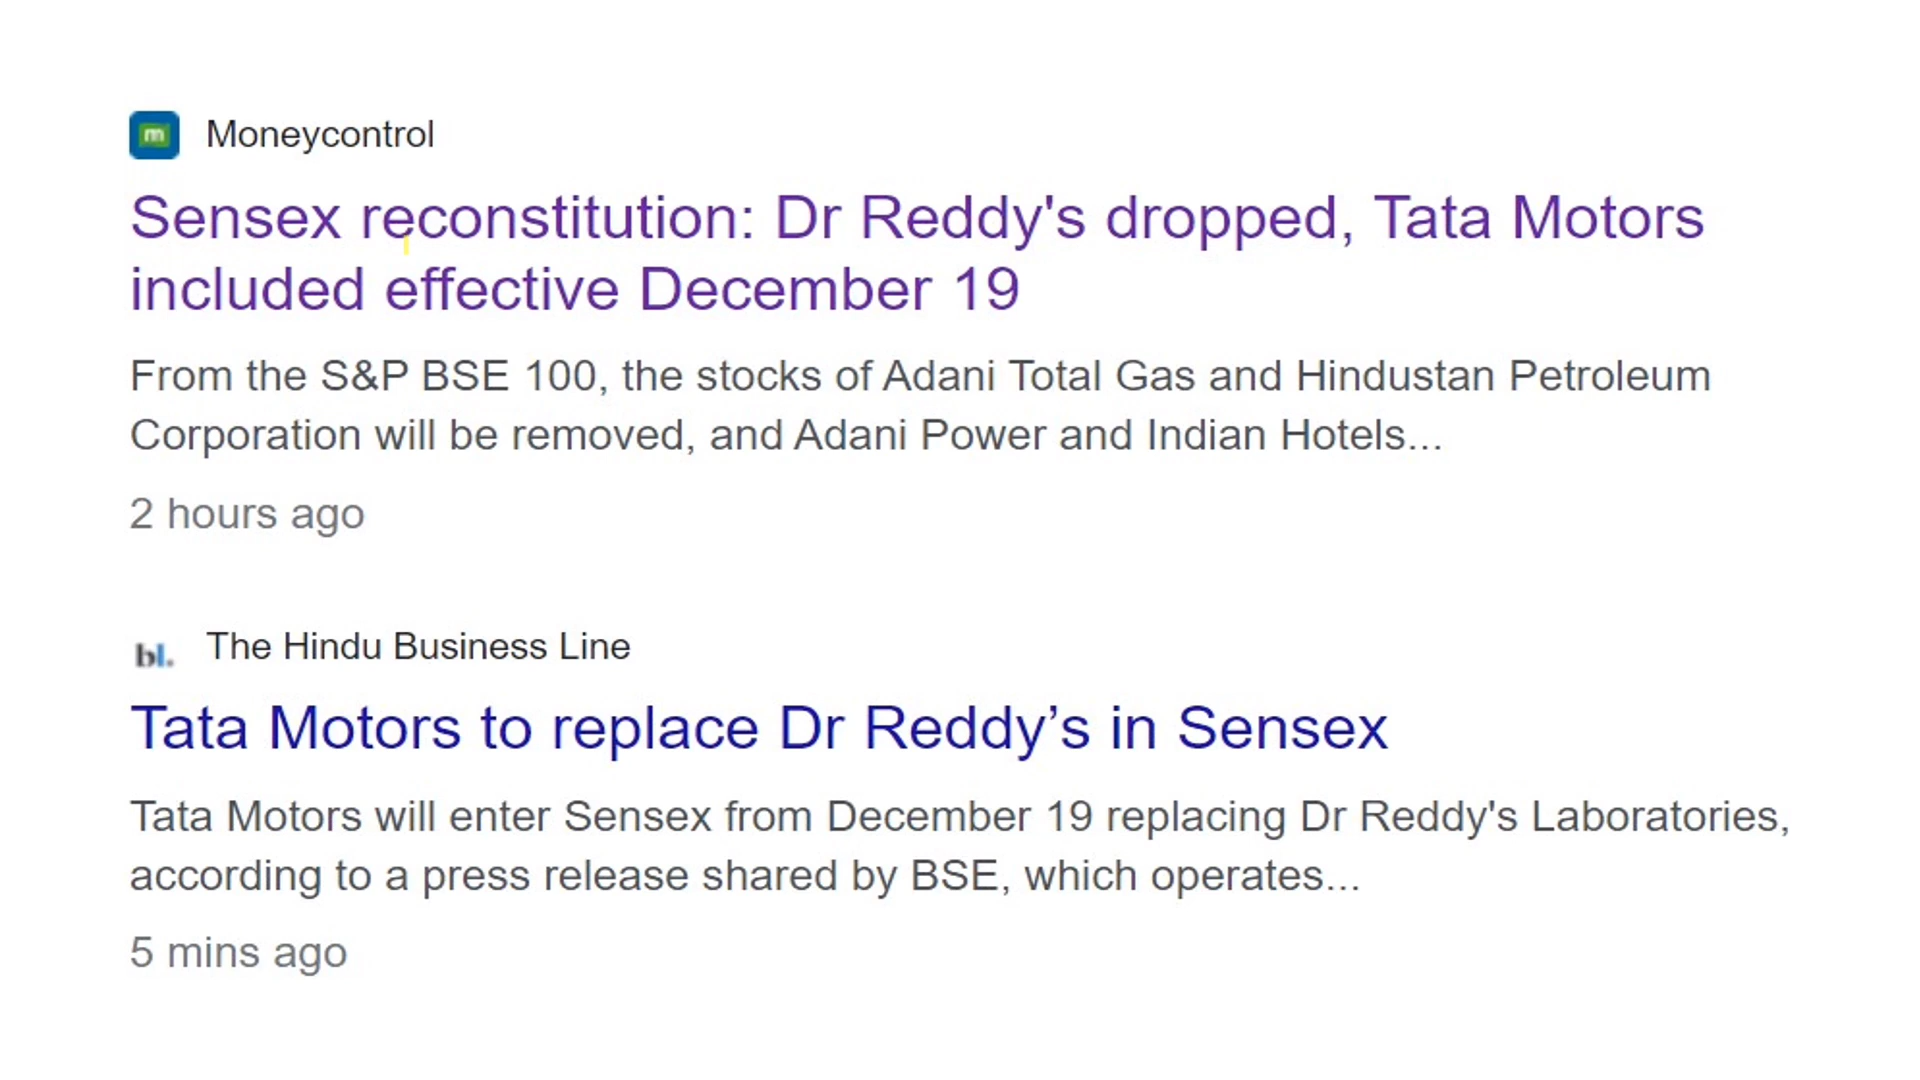 m Moneycontrol
Sensex reconstitution: Dr Reddy's dropped, Tata Motors
included effective December 19
From the S&P BSE 100, the stocks of Adani Total Gas and Hindustan Petroleum
Corporation will be removed, and Adani Power and Indian Hotels...
2 hours ago
bl. The Hindu Business Line
Tata Motors to replace Dr Reddy’s in Sensex
Tata Motors will enter Sensex from December 19 replacing Dr Reddy's Laboratories,
according to a press release shared by BSE, which operates...
5 mins ago